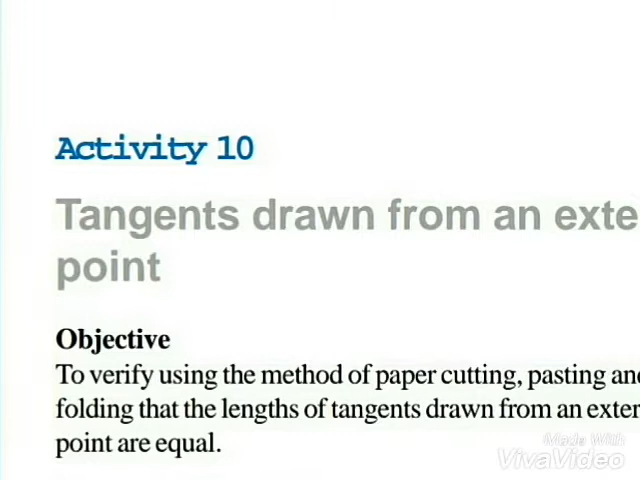 Activity 10
Tangents drawn from an exte
point
Objective
To verify using the method of paper cutting, pasting and
folding that the lengths of tangents drawn from an exter
point are equal.
Made With
VivaVideo